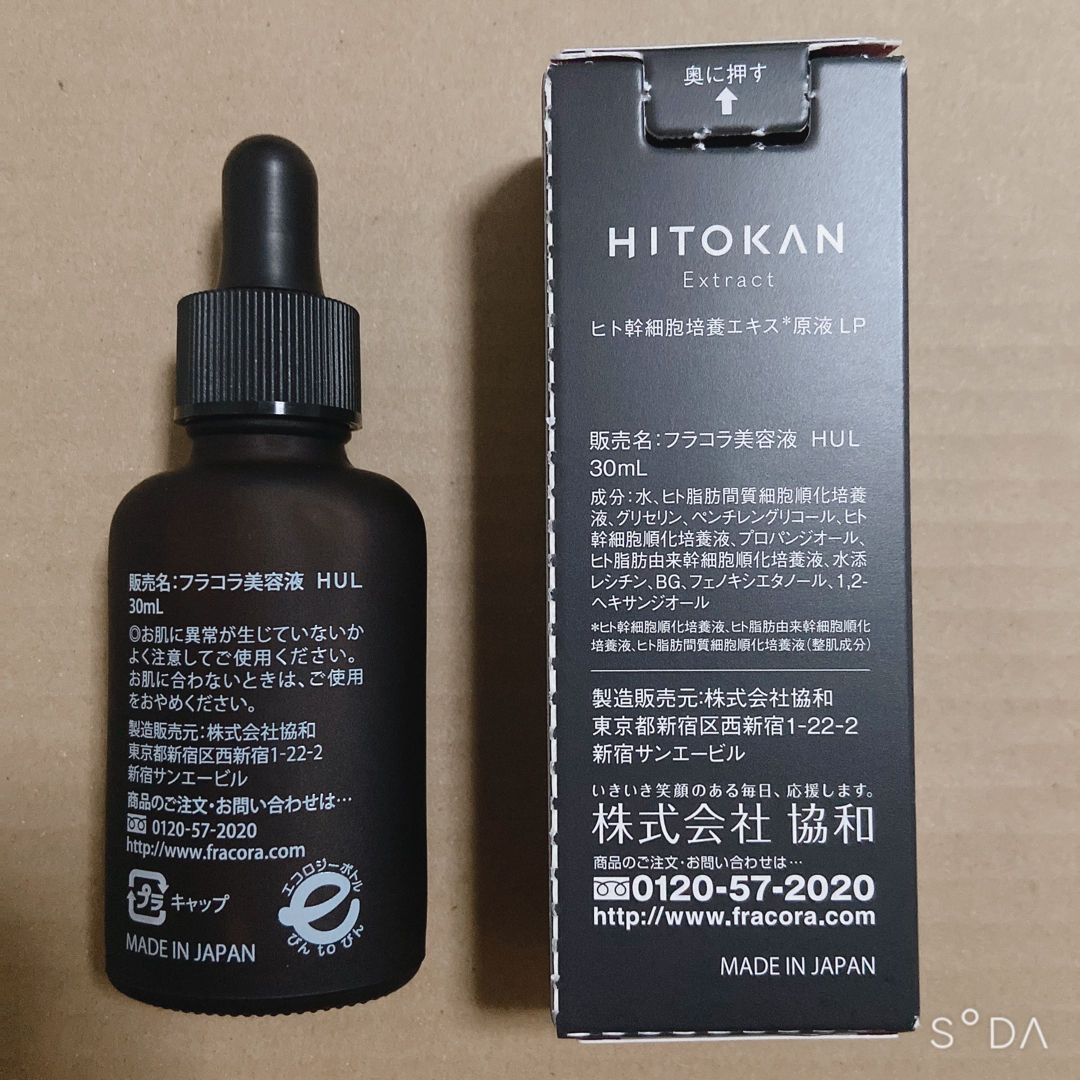 販売名:フラコラ美容液 HUL
30mL
◎お肌に異常が生じていないか
よく注意してご使用ください。
お肌に合わないときは、ご使用
をおやめください。
製造販売元:株式会社協和
東京都新宿区西新宿1-22-2
新宿サンエービル
商品のご注文・お問い合わせは…
0120-57-2020
http://www.fracora.com
プラ キャップ
エコロジーボトル
e
びん to びん
MADE IN JAPAN
奥に押す
HITOKAN
Extract
ヒト幹細胞培養エキス*原液 LP
販売名:フラコラ美容液 HUL
30mL
成分:水、ヒト脂肪間質細胞順化培養
液、グリセリン、ペンチレングリコール、ヒト
幹細胞順化培養液、プロパンジオール、
ヒト脂肪由来幹細胞順化培養液、水添
レシチン、BG、フェノキシエタノール、1,2-
ヘキサンジオール
*ヒト幹細胞順化培養液、ヒト脂肪由来幹細胞順化
培養液、ヒト脂肪間質細胞順化培養液(整肌成分)
製造販売元:株式会社協和
東京都新宿区西新宿1-22-2
新宿サンエービル
いきいき笑顔のある毎日、応援します。
株式会社 協和
商品のご注文・お問い合わせは…
0120-57-2020
http://www.fracora.com
MADE IN JAPAN
SODA